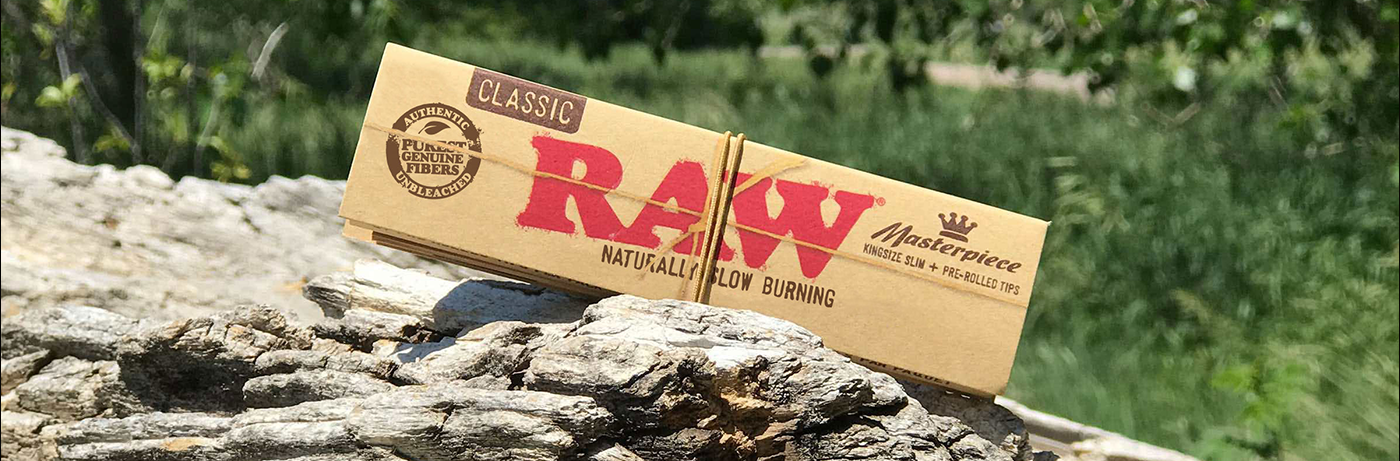 CLASSIC
AUTHENTIC
PUREST
GENUINE
FIBERS
UNBLEACHED
RAW®
NATURALLY SLOW BURNING
Masterpiece
KINGSIZE SLIM + PRE-ROLLED TIPS